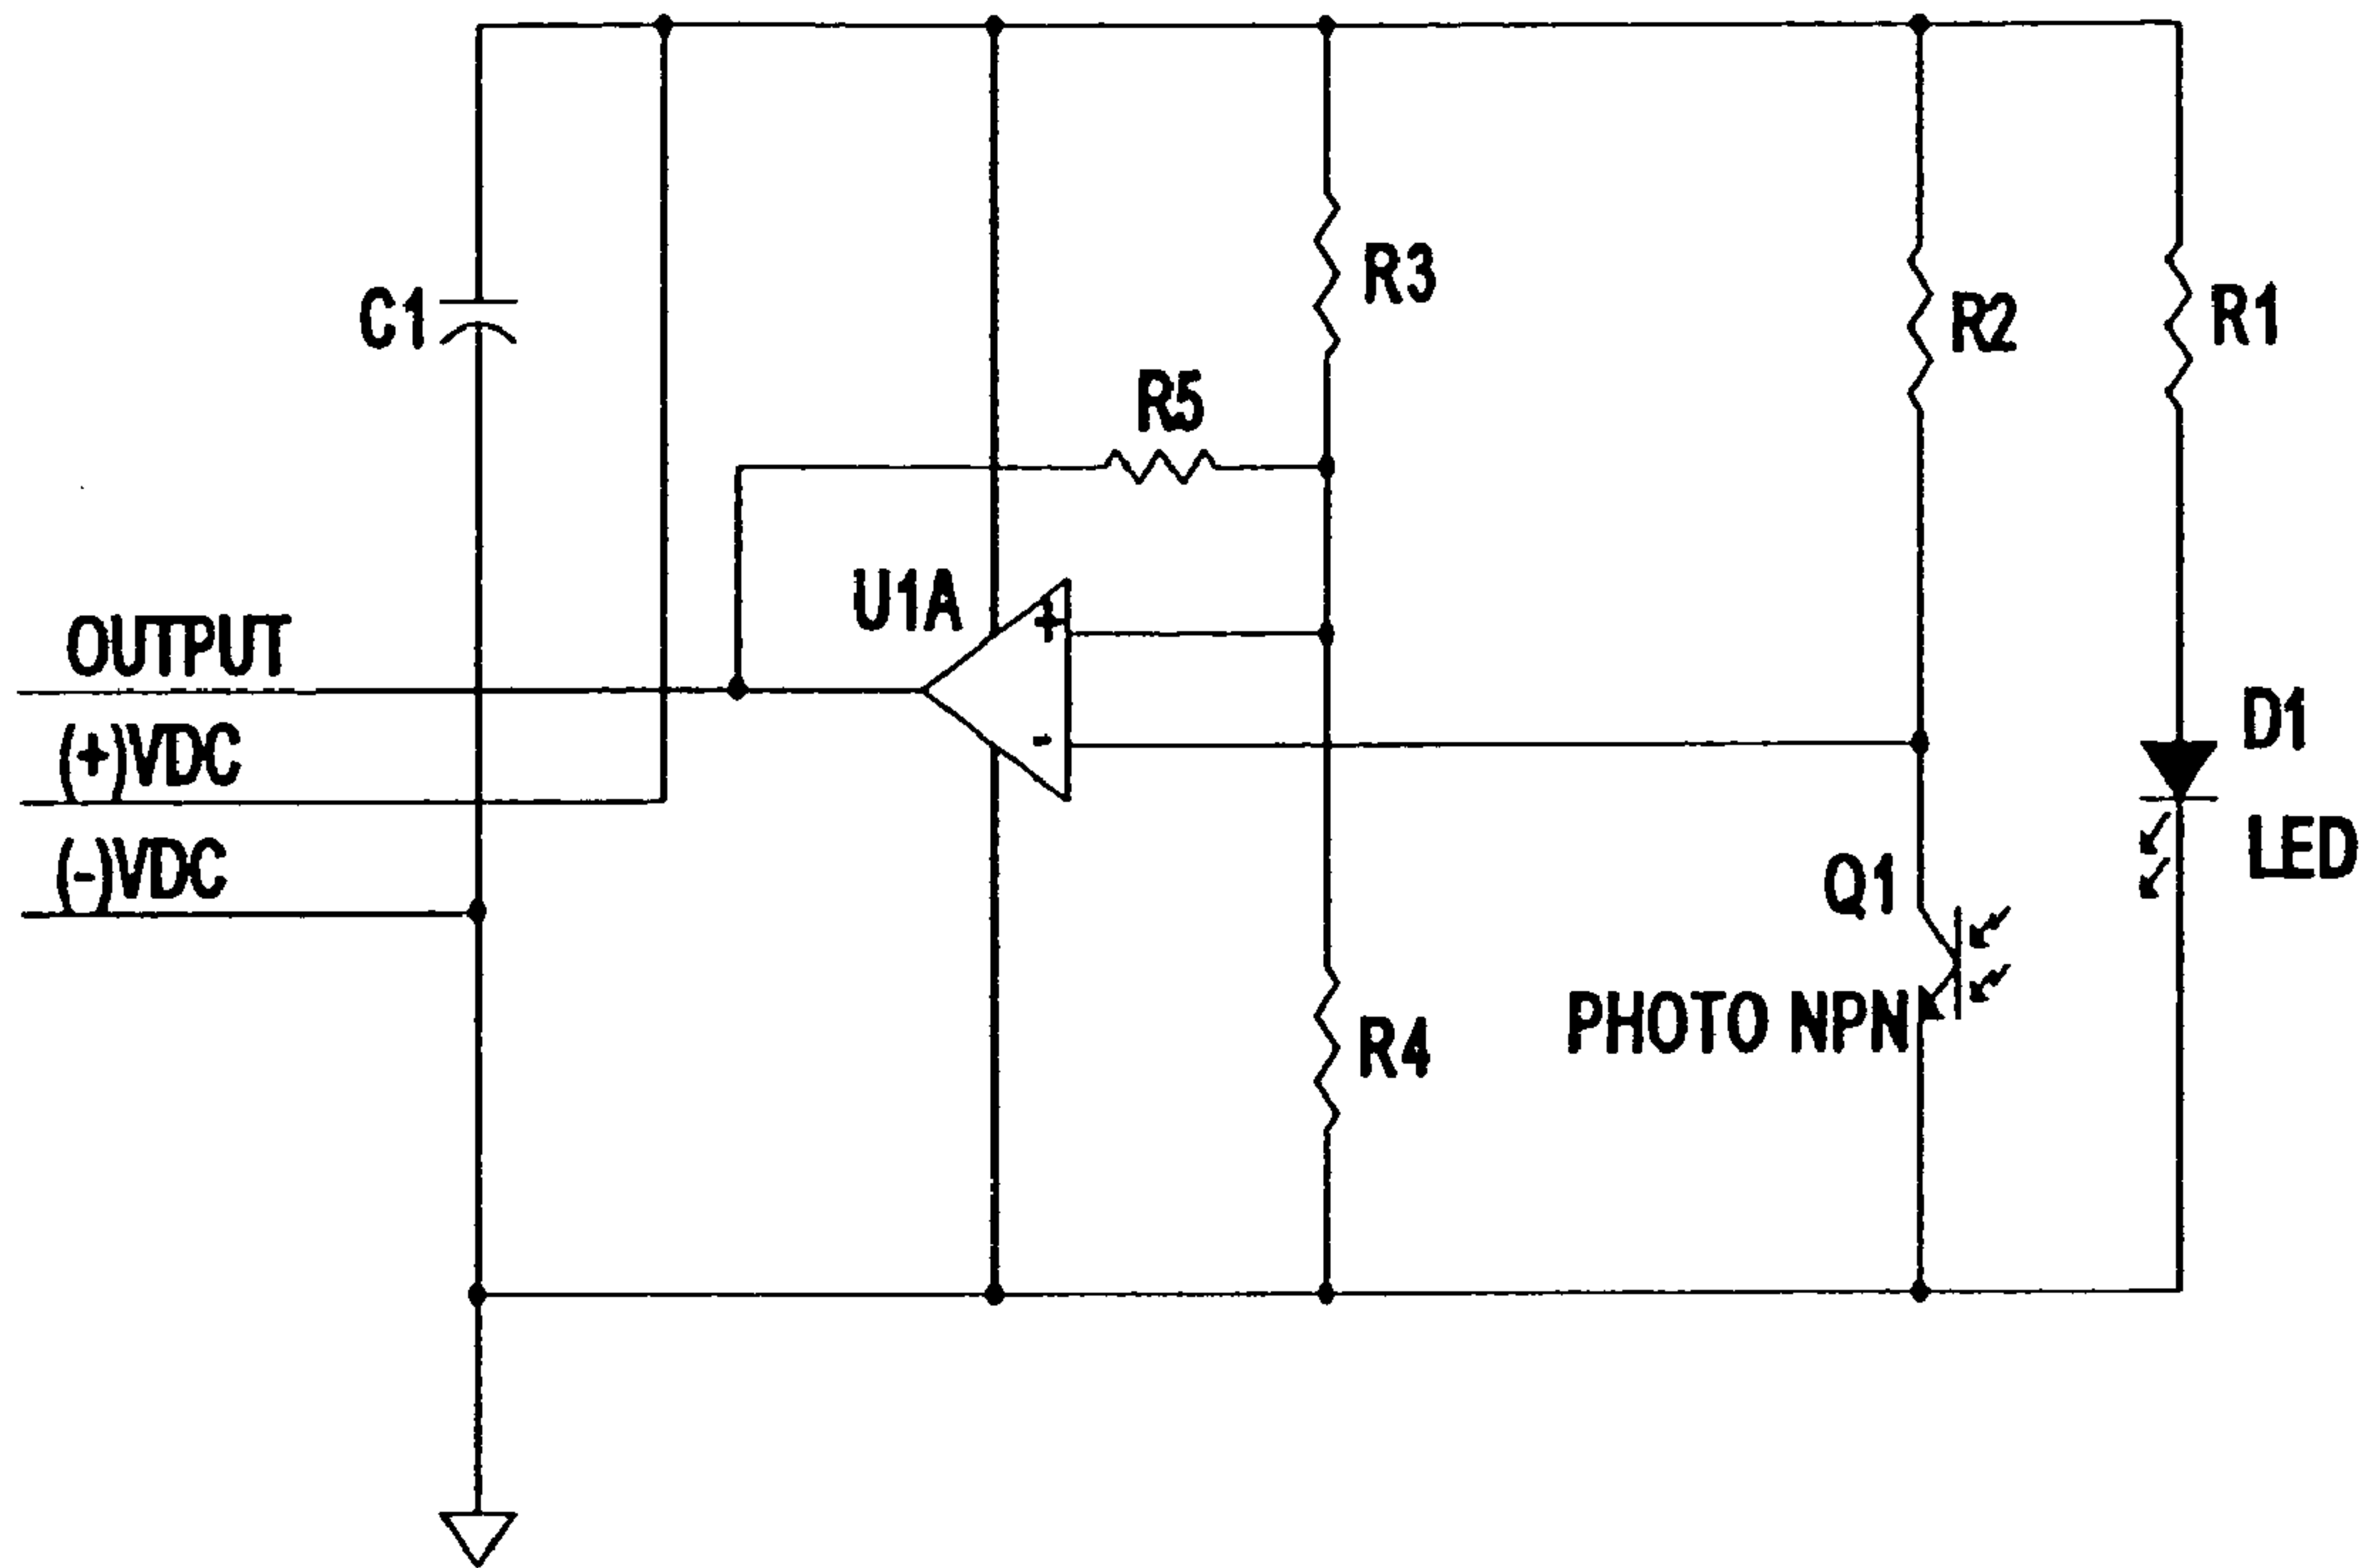 C1
R3
R2
R1
R5
U1A
+
-
OUTPUT
(+)VDC
(-)VDC
D1
LED
Q1
PHOTO NPN
R4